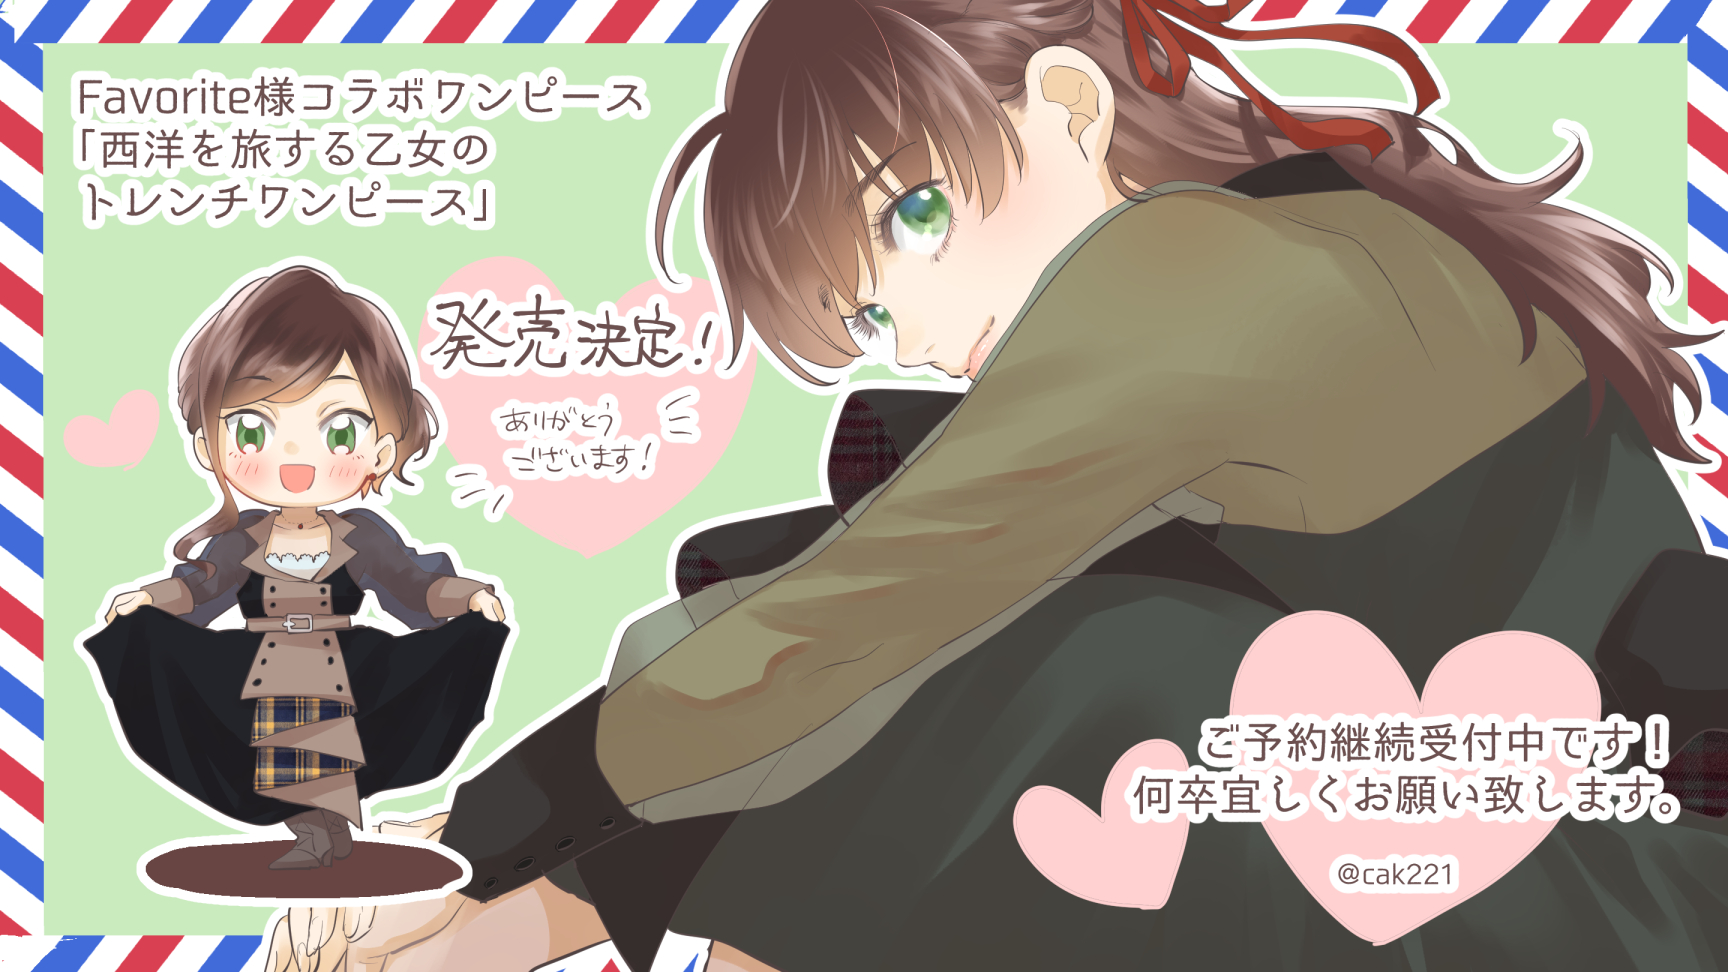 Favorite様コラボワンピース
「西洋を旅する乙女の
トレンチワンピース」
発売決定!
ありがとう
ございます!
ご予約継続受付中です!
何卒宜しくお願い致します。
@cak221